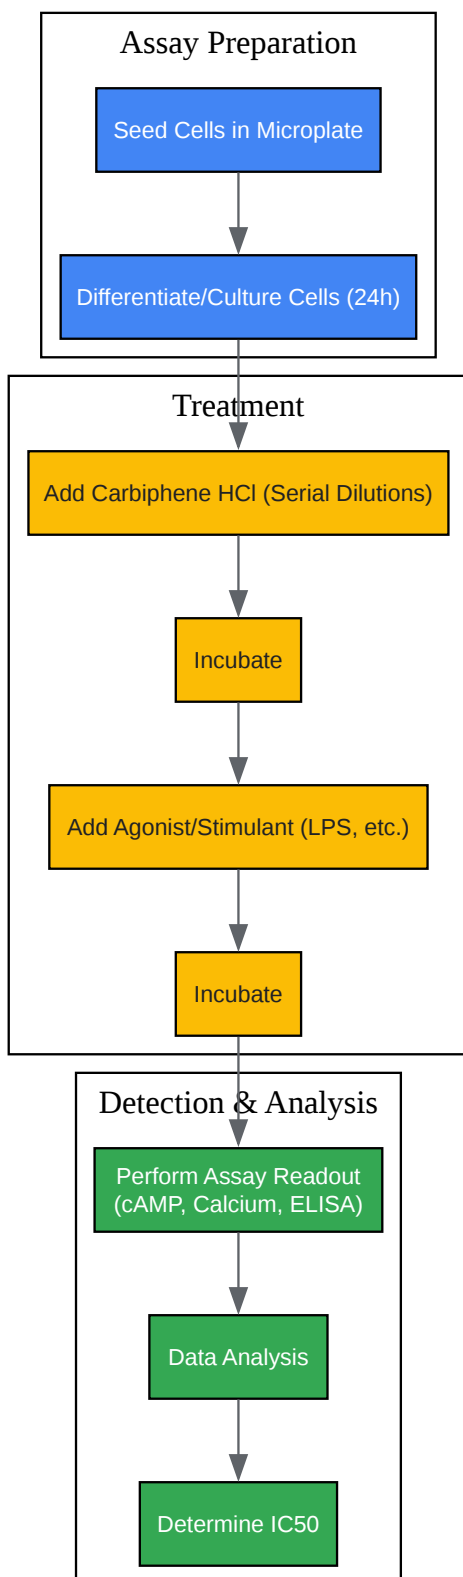 Assay Preparation
Seed Cells in Microplate
Differentiate/Culture Cells (24h)
Treatment
Add Carbiphene HCl (Serial Dilutions)
Incubate
Add Agonist/Stimulant (LPS, etc.)
Incubate
Detection & Analysis
Perform Assay Readout
(cAMP, Calcium, ELISA)
Data Analysis
Determine IC50